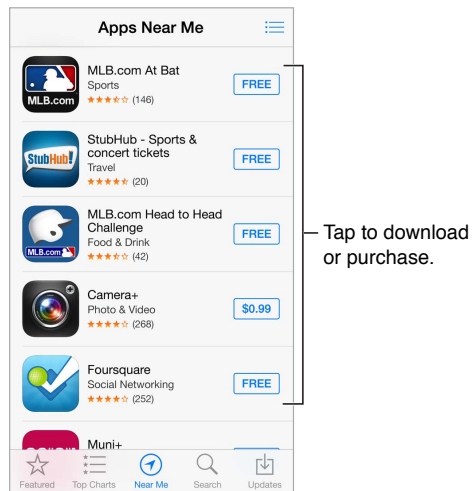 Apps Near Me
MLB.com At Bat
Sports
(146)
FREE
MLB.com
StubHub - Sports &
concert tickets
Travel
(20)
FREE
StubHub!
MLB.com Head to Head
Challenge
Food & Drink
(42)
FREE
MLB.com
Camera+
Photo & Video
(268)
$0.99
Foursquare
Social Networking
(252)
FREE
Muni+
Tap to download
or purchase.
Featured
Top Charts
Near Me
Search
Updates